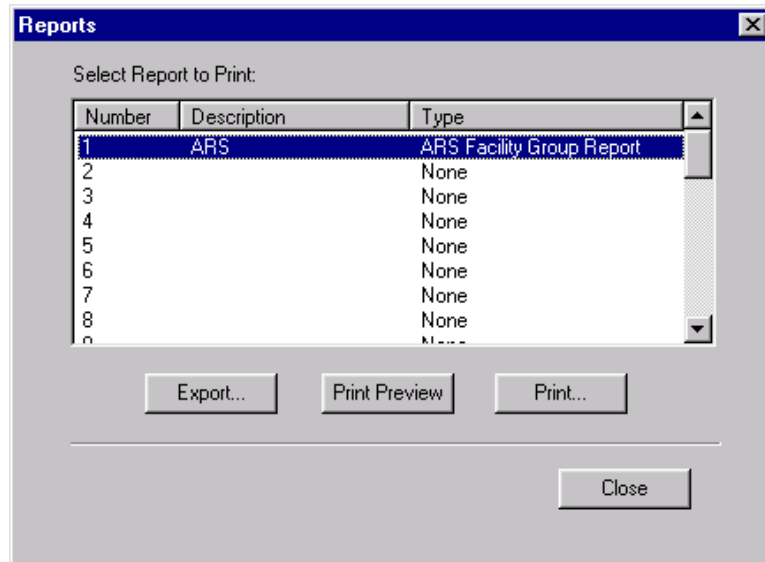 Reports
Select Report to Print:
Number Description Type
1 ARS ARS Facility Group Report
2 None
3 None
4 None
5 None
6 None
7 None
8 None
Export... Print Preview Print...
Close